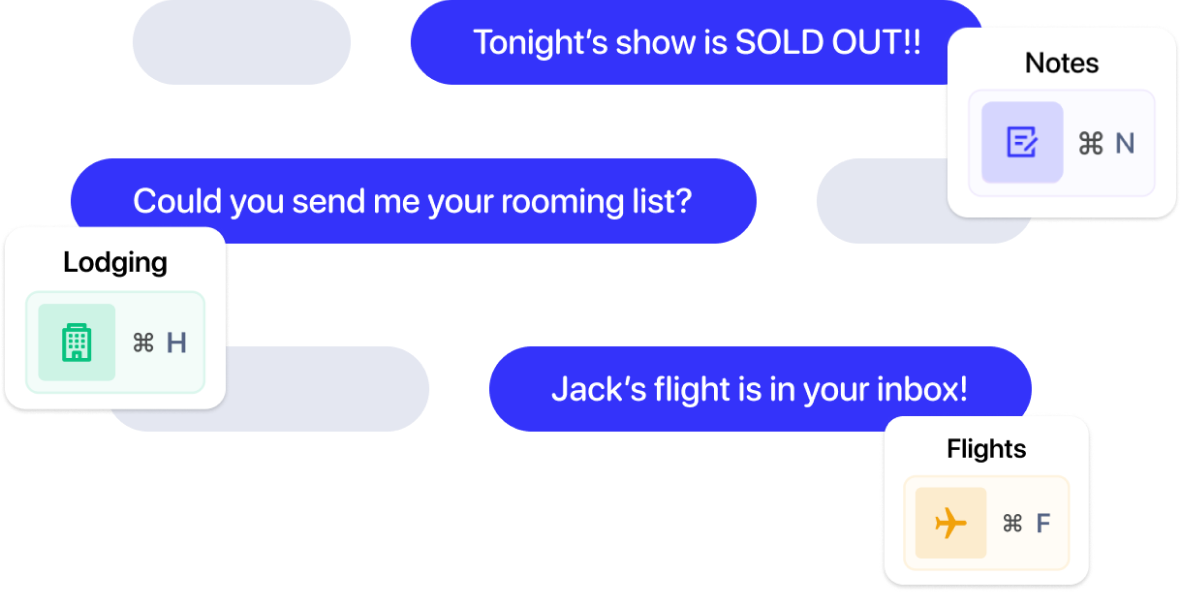 Tonight’s show is SOLD OUT!!
Notes
⌘ N
Could you send me your rooming list?
Lodging
⌘ H
Jack’s flight is in your inbox!
Flights
⌘ F